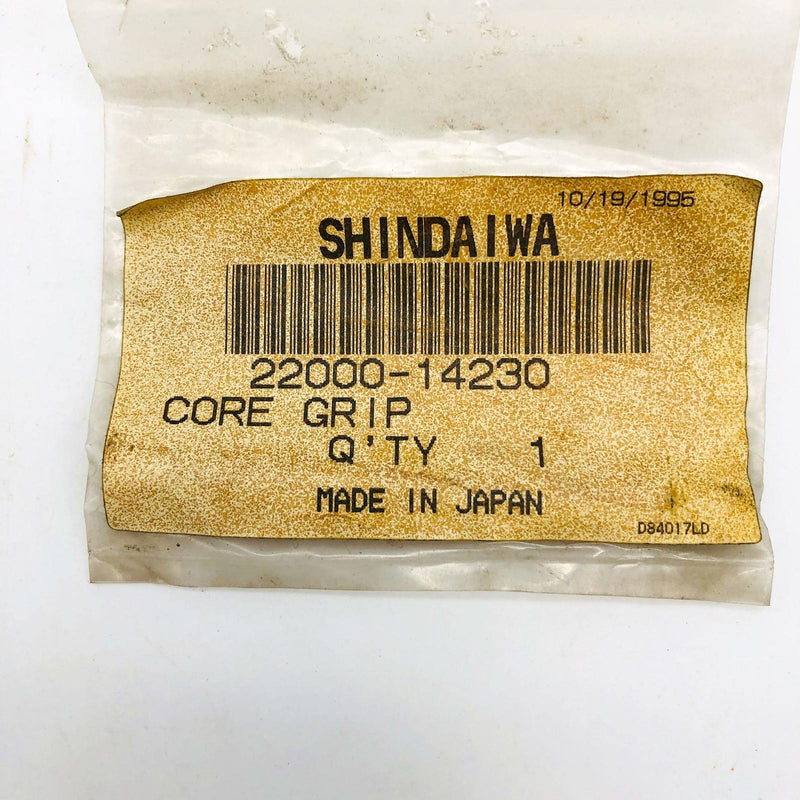 10/19/1995
SHINDAIWA
22000-14230
CORE GRIP
Q'TY 1
MADE IN JAPAN
D84017LD